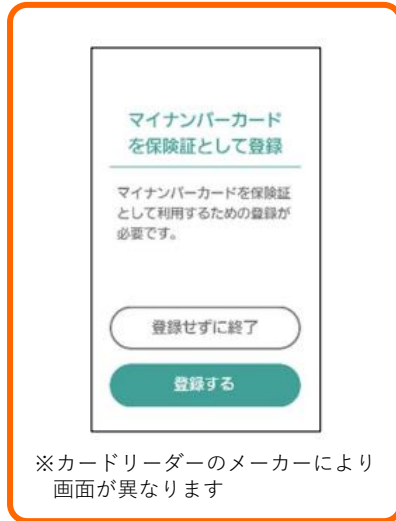 マイナンバーカード
を保険証として登録
マイナンバーカードを保険証
として利用するための登録が
必要です。
登録せずに終了
登録する
※カードリーダーのメーカーにより
画面が異なります